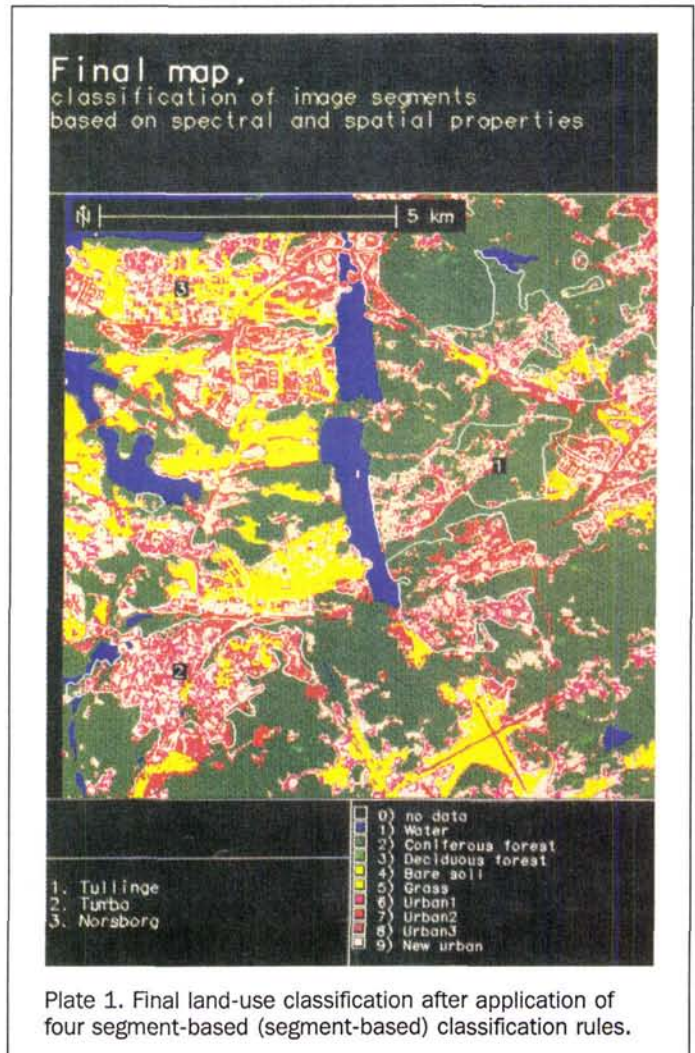 Final map,
classification of image segments
based on spectral and spatial properties
N 5 km
3
1
2
1. Tullinge
2. Tumba
3. Norsborg
0) no data
1) Water
2) Coniferous forest
3) Deciduous forest
4) Bare soil
5) Grass
6) Urban1
7) Urban2
8) Urban3
9) New urban
Plate 1. Final land-use classification after application of
four segment-based (segment-based) classification rules.